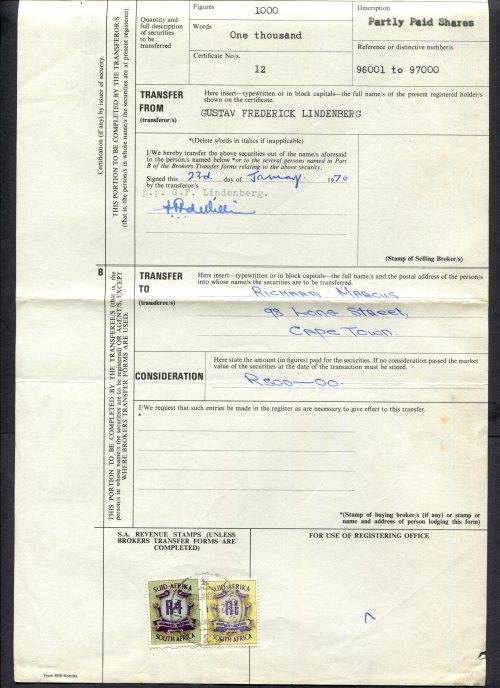 Figures
1000
Description
Partly Paid Shares
Quantity and full description of securities to be transferred
Words
One thousand
Reference or distinctive number/s
Certificate No/s.
12
96001 to 97000
Certification (if any) by issuer of security.
THIS PORTION TO BE COMPLETED BY THE TRANSFEROR/S
(that is, the person/s in whose name/s the securities are at present registered).
TRANSFER FROM
(transferor/s)
Here insert—typewritten or in block capitals—the full name/s of the present registered holder/s
shown on the certificate.
GUSTAV FREDERICK LINDENBERG
*(Delete words in italics if inapplicable)
I/We hereby transfer the above securities out of the name/s aforesaid
to the person/s named below *or to the several persons named in Part
B of the Brokers Transfer forms relating to the above security.
Signed this 23d day of January 1970
by the transferor/s
p.p. G.F. Lindenberg.
(Stamp of Selling Broker/s)
B
THIS PORTION TO BE COMPLETED BY THE TRANSFEREE/S (that is, the
person/s in whose name/s the securities are to be registered) OR AGENT/S, EXCEPT
WHERE BROKERS TRANSFER FORMS ARE USED.
TRANSFER TO
(transferee/s)
Here insert—typewritten or in block capitals—the full name/s and the postal address of the person/s
into whose name/s the securities are to be transferred.
RICHARD MARCUS
98 LONG STREET,
CAPE TOWN.
CONSIDERATION
Here state the amount (in figures) paid for the securities. If no consideration passed the market
value of the securities at the date of the transaction must be stated.
R500—00.
I/We request that such entries be made in the register as are necessary to give effect to this transfer.
*
*(Stamp of buying broker/s (if any) or stamp or
name and address of person lodging this form)
S.A. REVENUE STAMPS (UNLESS
BROKERS TRANSFER FORMS ARE
COMPLETED)
FOR USE OF REGISTERING OFFICE
SUID-AFRIKA
R4
SOUTH AFRICA
SUID-AFRIKA
R1
SOUTH AFRICA